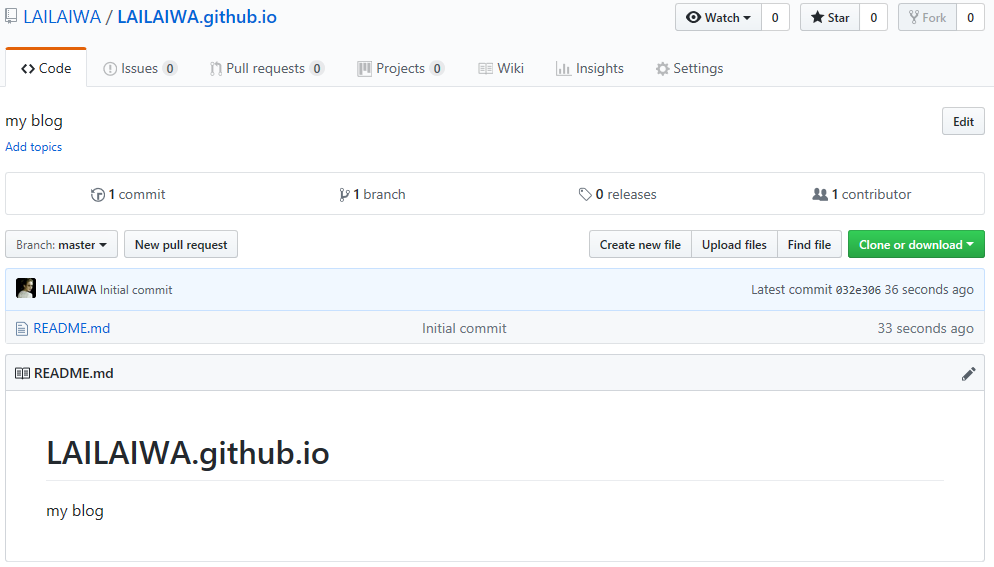 LAILAIWA / LAILAIWA.github.io Watch 0 Star 0 Fork 0
Code Issues 0 Pull requests 0 Projects 0 Wiki Insights Settings
my blog Edit
Add topics
1 commit 1 branch 0 releases 1 contributor
Branch: master New pull request Create new file Upload files Find file Clone or download
LAILAIWA Initial commit Latest commit 032e306 36 seconds ago
README.md Initial commit 33 seconds ago
README.md
LAILAIWA.github.io
my blog